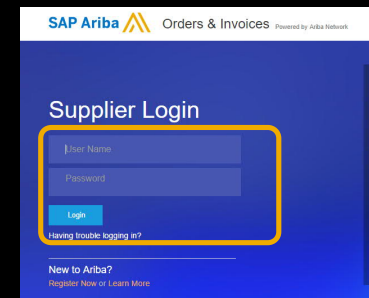 SAP Ariba Orders & Invoices Powered by Ariba Network
Supplier Login
User Name
Password
Login
Having trouble logging in?
New to Ariba?
Register Now or Learn More